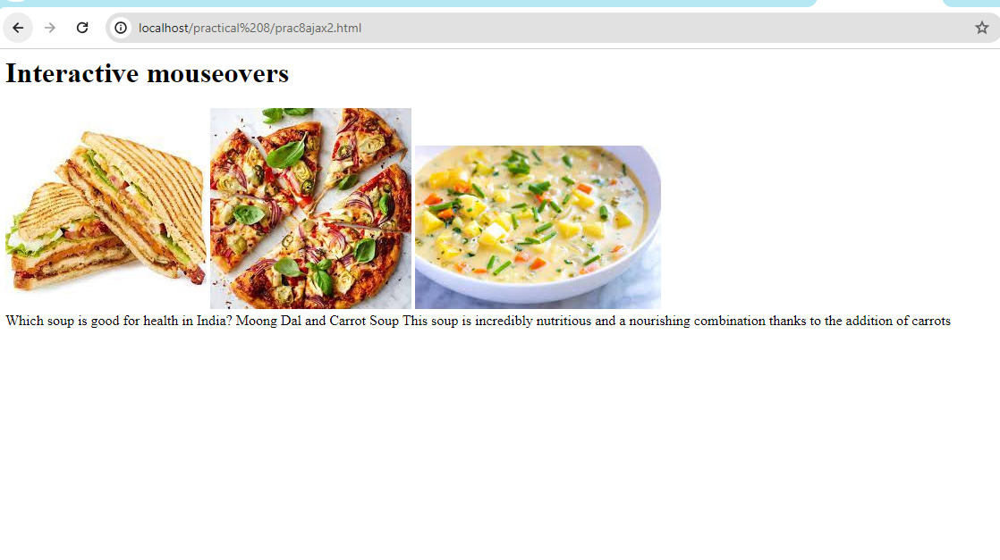 localhost/practical%208/prac8ajax2.html
Interactive mouseovers
Which soup is good for health in India? Moong Dal and Carrot Soup This soup is incredibly nutritious and a nourishing combination thanks to the addition of carrots